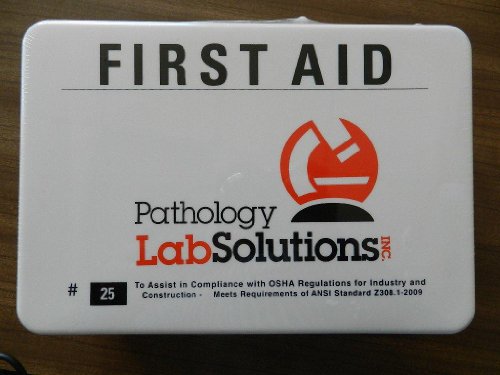 FIRST AID
Pathology
LabSolutions INC.
# 25 To Assist in Compliance with OSHA Regulations for Industry and
Construction - Meets Requirements of ANSI Standard Z308.1-2009